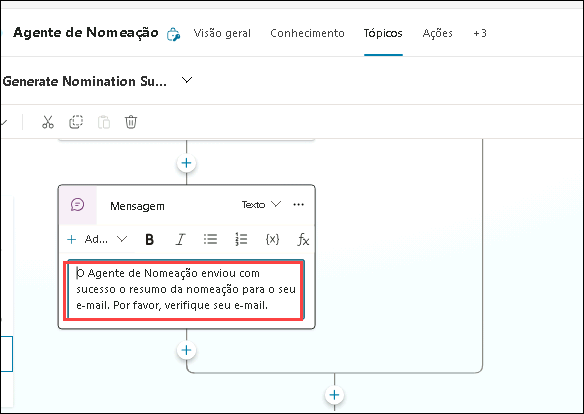 Agente de Nomeação Visão geral Conhecimento Tópicos Ações +3
Generate Nomination Su...
Mensagem Texto ...
+ Ad... B I {x} fx
O Agente de Nomeação enviou com
sucesso o resumo da nomeação para o seu
e-mail. Por favor, verifique seu e-mail.